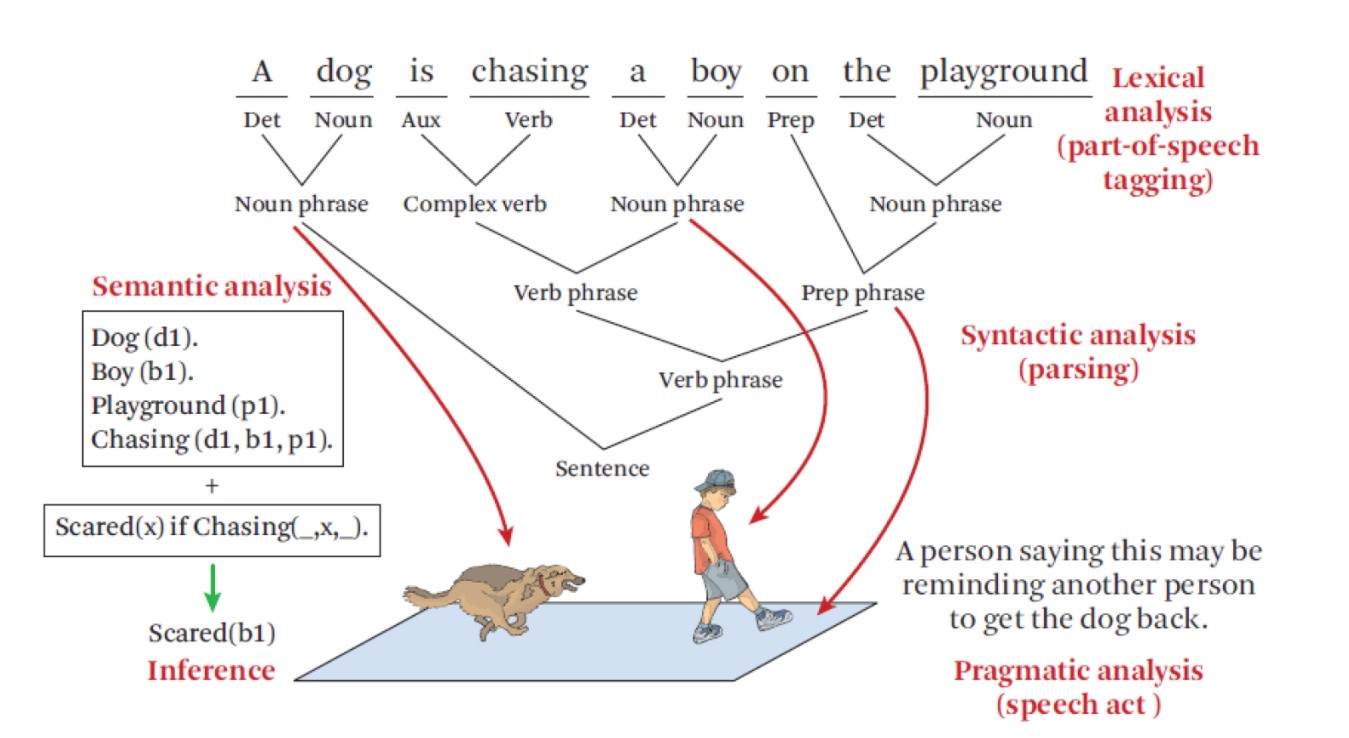 A dog is chasing a boy on the playground
Det Noun Aux Verb Det Noun Prep Det Noun
Lexical
analysis
(part-of-speech
tagging)
Noun phrase Complex verb Noun phrase Noun phrase
Semantic analysis
Verb phrase Prep phrase
Dog (d1).
Boy (b1).
Playground (p1).
Chasing (d1, b1, p1).
Syntactic analysis
(parsing)
Verb phrase
Sentence
+
Scared(x) if Chasing(_,x,_).
Scared(b1)
Inference
A person saying this may be
reminding another person
to get the dog back.
Pragmatic analysis
(speech act )